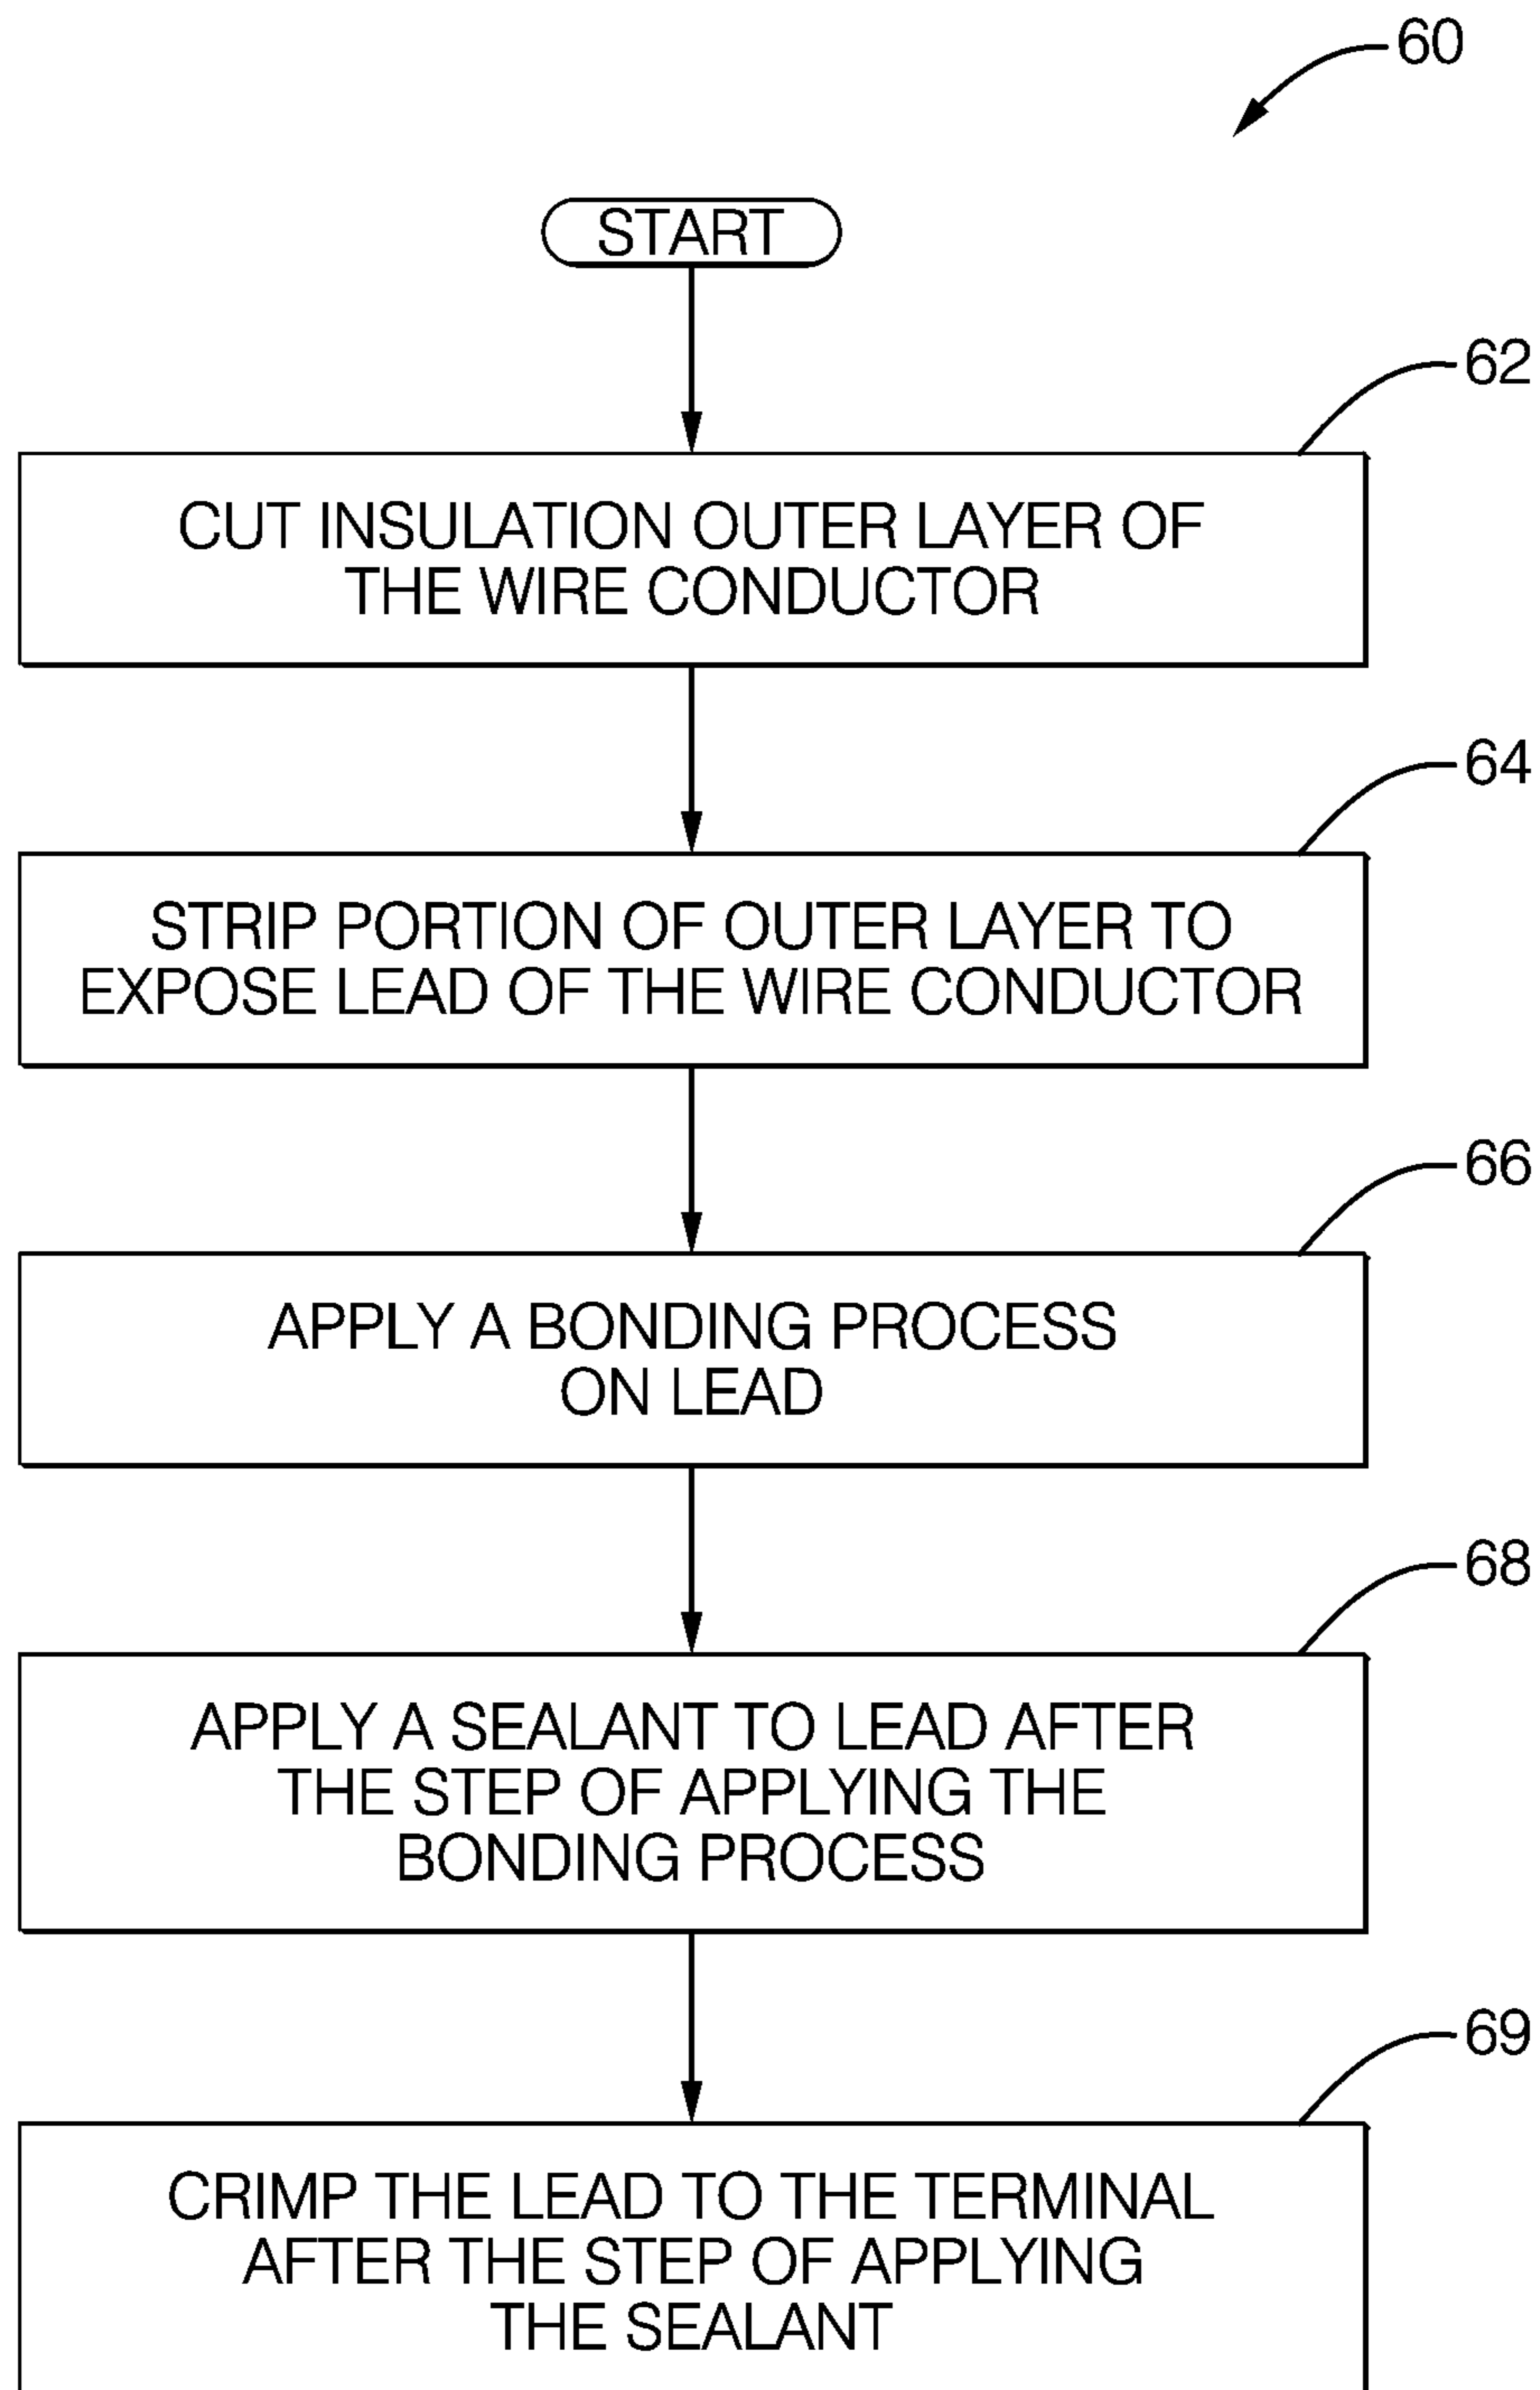 60
START
62
CUT INSULATION OUTER LAYER OF
THE WIRE CONDUCTOR
64
STRIP PORTION OF OUTER LAYER TO
EXPOSE LEAD OF THE WIRE CONDUCTOR
66
APPLY A BONDING PROCESS
ON LEAD
68
APPLY A SEALANT TO LEAD AFTER
THE STEP OF APPLYING THE
BONDING PROCESS
69
CRIMP THE LEAD TO THE TERMINAL
AFTER THE STEP OF APPLYING
THE SEALANT